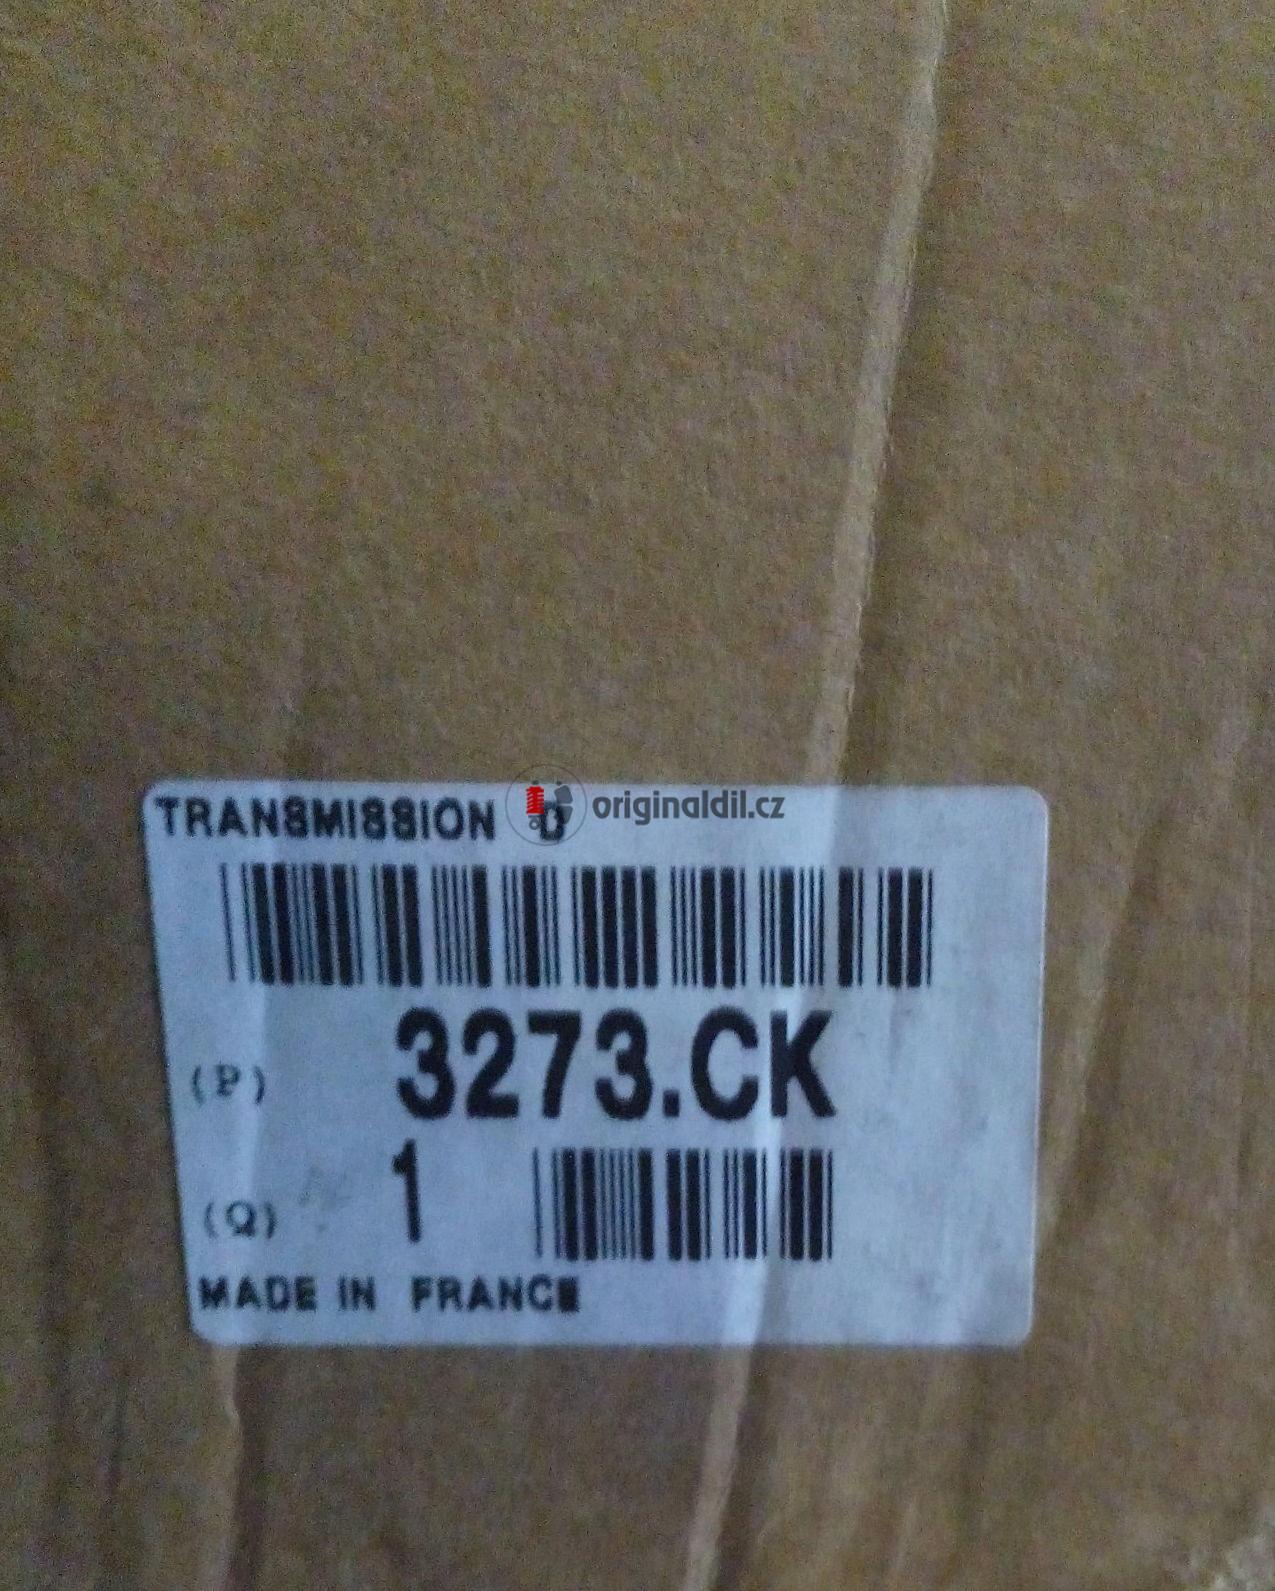 TRANSMISSION D
originaldil.cz
3273.CK
(P)
1
(Q)
MADE IN FRANCE